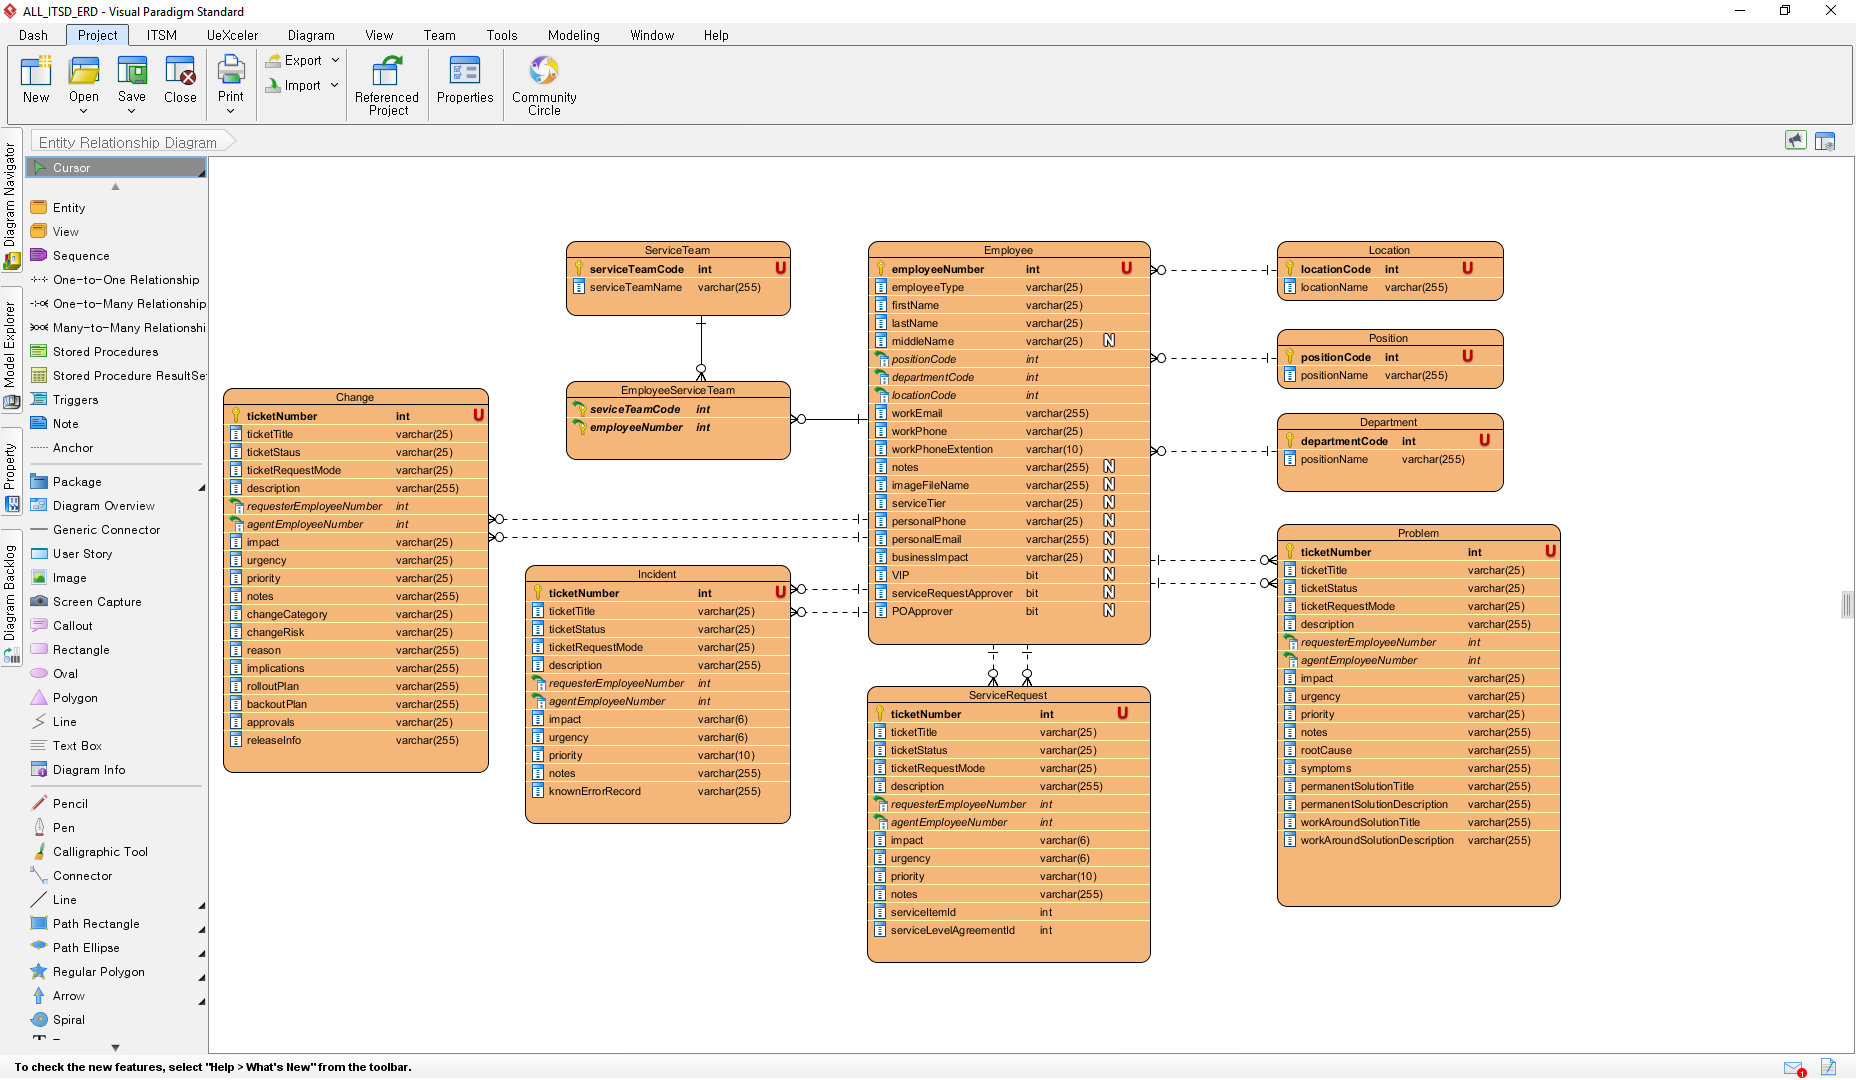 ALL_ITSD_ERD - Visual Paradigm Standard
Dash Project ITSM UeXceler Diagram View Team Tools Modeling Window Help
New Open Save Close Print Export Import Referenced Project Properties Community Circle
Entity Relationship Diagram
Diagram Navigator
Model Explorer
Property
Diagram Backlog
Cursor
Entity
View
Sequence
One-to-One Relationship
One-to-Many Relationship
Many-to-Many Relationshi
Stored Procedures
Stored Procedure ResultSe
Triggers
Note
Anchor
Package
Diagram Overview
Generic Connector
User Story
Image
Screen Capture
Callout
Rectangle
Oval
Polygon
Line
Text Box
Diagram Info
Pencil
Pen
Calligraphic Tool
Connector
Line
Path Rectangle
Path Ellipse
Regular Polygon
Arrow
Spiral
Change
ticketNumber int U
ticketTitle varchar(25)
ticketStaus varchar(25)
ticketRequestMode varchar(25)
description varchar(255)
requesterEmployeeNumber int
agentEmployeeNumber int
impact varchar(25)
urgency varchar(25)
priority varchar(25)
notes varchar(255)
changeCategory varchar(25)
changeRisk varchar(25)
reason varchar(255)
implications varchar(255)
rolloutPlan varchar(255)
backoutPlan varchar(255)
approvals varchar(25)
releaseInfo varchar(255)
ServiceTeam
serviceTeamCode int U
serviceTeamName varchar(255)
EmployeeServiceTeam
seviceTeamCode int
employeeNumber int
Incident
ticketNumber int U
ticketTitle varchar(25)
ticketStatus varchar(25)
ticketRequestMode varchar(25)
description varchar(255)
requesterEmployeeNumber int
agentEmployeeNumber int
impact varchar(6)
urgency varchar(6)
priority varchar(10)
notes varchar(255)
knownErrorRecord varchar(255)
Employee
employeeNumber int U
employeeType varchar(25)
firstName varchar(25)
lastName varchar(25)
middleName varchar(25) N
positionCode int
departmentCode int
locationCode int
workEmail varchar(255)
workPhone varchar(25)
workPhoneExtention varchar(10)
notes varchar(255) N
imageFileName varchar(255) N
serviceTier varchar(25) N
personalPhone varchar(25) N
personalEmail varchar(255) N
businessImpact varchar(25) N
VIP bit N
serviceRequestApprover bit N
POApprover bit N
ServiceRequest
ticketNumber int U
ticketTitle varchar(25)
ticketStatus varchar(25)
ticketRequestMode varchar(25)
description varchar(255)
requesterEmployeeNumber int
agentEmployeeNumber int
impact varchar(6)
urgency varchar(6)
priority varchar(10)
notes varchar(255)
serviceItemId int
serviceLevelAgreementId int
Location
locationCode int U
locationName varchar(255)
Position
positionCode int U
positionName varchar(255)
Department
departmentCode int U
positionName varchar(255)
Problem
ticketNumber int U
ticketTitle varchar(25)
ticketStatus varchar(25)
ticketRequestMode varchar(25)
description varchar(255)
requesterEmployeeNumber int
agentEmployeeNumber int
impact varchar(25)
urgency varchar(25)
priority varchar(25)
notes varchar(255)
rootCause varchar(255)
symptoms varchar(255)
permanentSolutionTitle varchar(255)
permanentSolutionDescription varchar(255)
workAroundSolutionTitle varchar(255)
workAroundSolutionDescription varchar(255)
To check the new features, select "Help > What's New" from the toolbar.
1